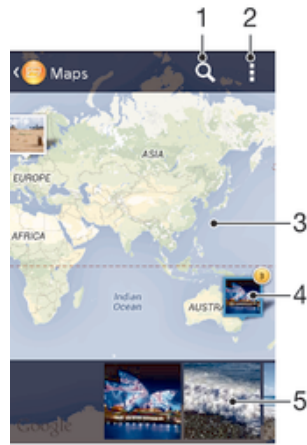 1 2
Maps
ASIA
EUROPE
3
AFRICA
4
Indian
Ocean
AUSTRA
5
Google